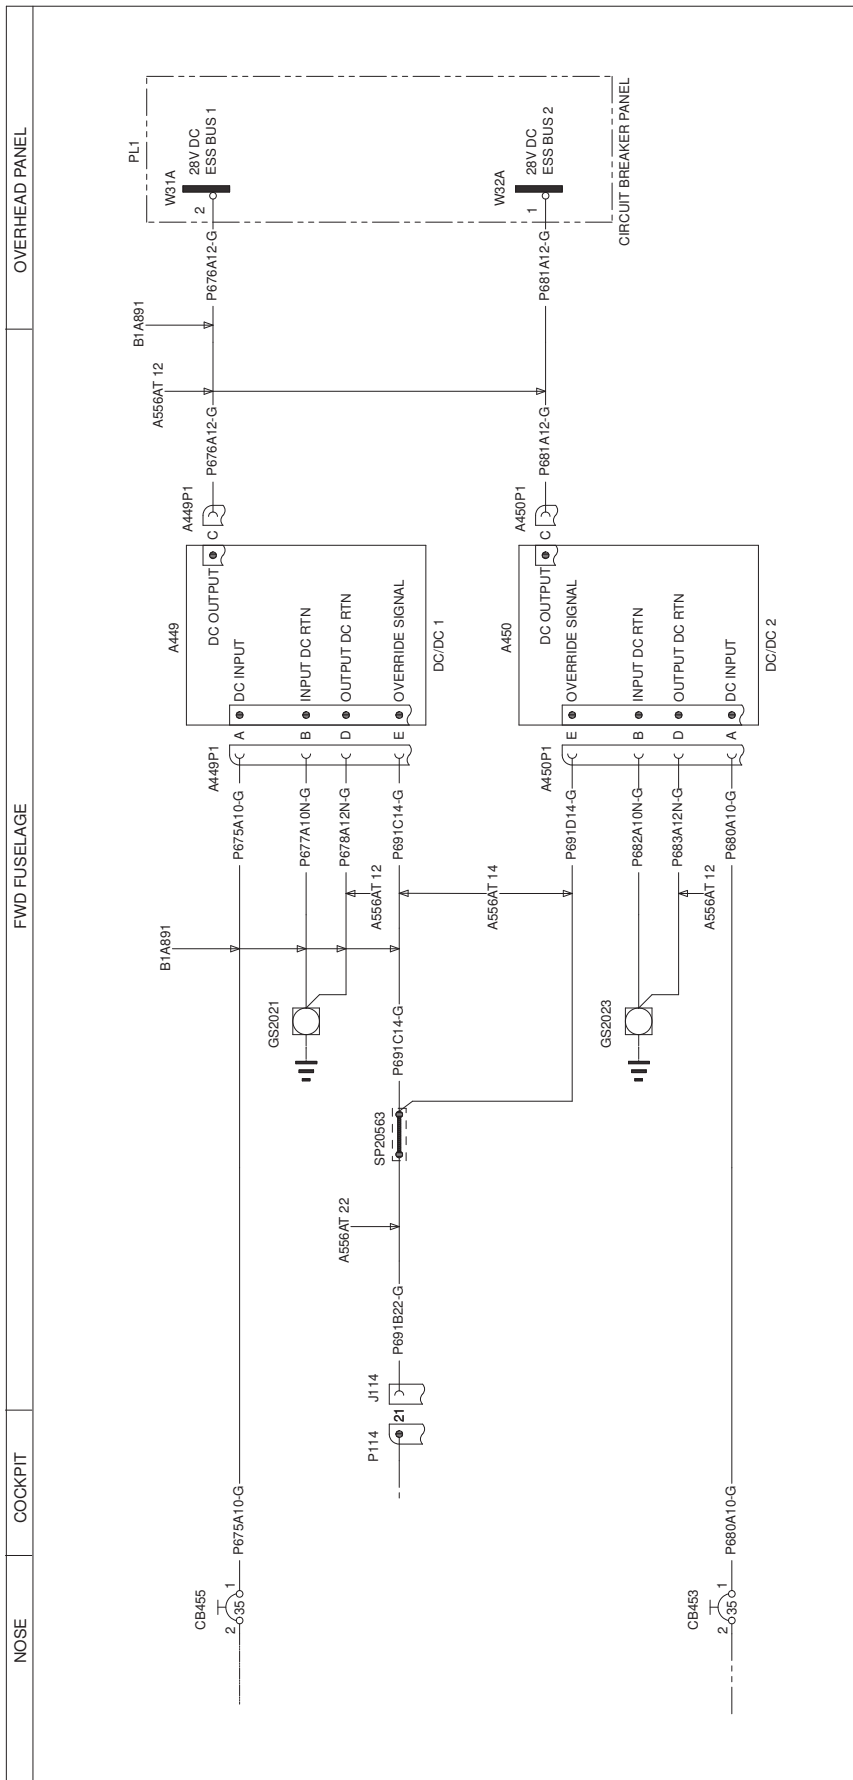 NOSE
COCKPIT
FWD FUSELAGE
OVERHEAD PANEL
PL1
W31A
28V DC
ESS BUS 1
2
W32A
28V DC
ESS BUS 2
1
CIRCUIT BREAKER PANEL
P676A12-G
B1A891
A556AT 12
P676A12-G
P681A12-G
P681A12-G
A449P1
C
A449
DC OUTPUT
DC INPUT
INPUT DC RTN
OUTPUT DC RTN
OVERRIDE SIGNAL
DC/DC 1
A449P1
A
B
D
E
A450P1
C
A450
DC OUTPUT
OVERRIDE SIGNAL
INPUT DC RTN
OUTPUT DC RTN
DC INPUT
DC/DC 2
A450P1
E
B
D
A
P675A10-G
P677A10N-G
P678A12N-G
P691C14-G
P691D14-G
P682A10N-G
P683A12N-G
P680A10-G
A556AT 12
A556AT 14
A556AT 12
B1A891
GS2021
GS2023
P691C14-G
SP20563
A556AT 22
P691B22-G
J114
21
P114
P675A10-G
P680A10-G
CB455
2
35
1
CB453
2
35
1